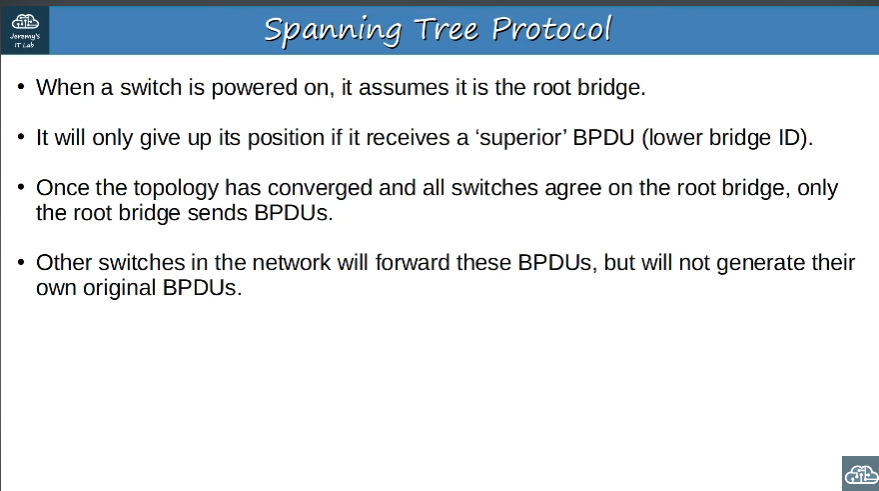 Jeremy's
IT Lab
Spanning Tree Protocol
• When a switch is powered on, it assumes it is the root bridge.
• It will only give up its position if it receives a ‘superior’ BPDU (lower bridge ID).
• Once the topology has converged and all switches agree on the root bridge, only
the root bridge sends BPDUs.
• Other switches in the network will forward these BPDUs, but will not generate their
own original BPDUs.